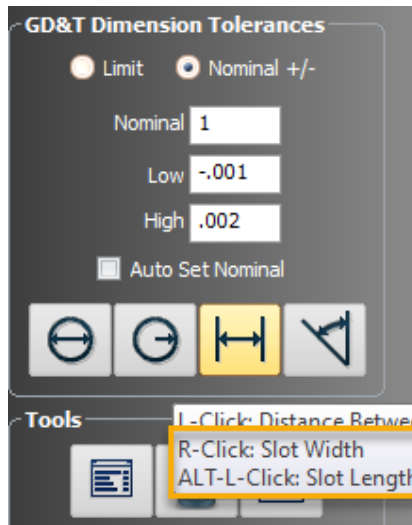 GD&T Dimension Tolerances
Limit Nominal +/-
Nominal 1
Low -.001
High .002
Auto Set Nominal
Tools
L-Click: Distance Betwe
R-Click: Slot Width
ALT-L-Click: Slot Length